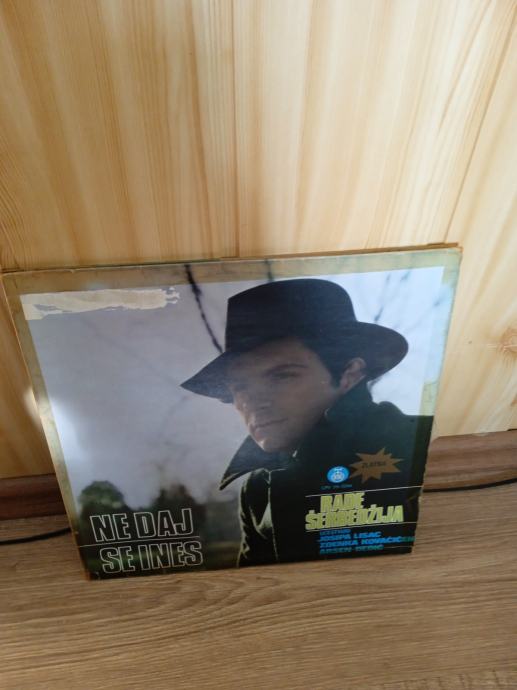 ZLATNA
RADE
ŠERBEDŽIJA
JOSIPA LISAC
ZDENKA KOVAČIČEK
ARSEN DEDIĆ
NE DAJ
SE INES